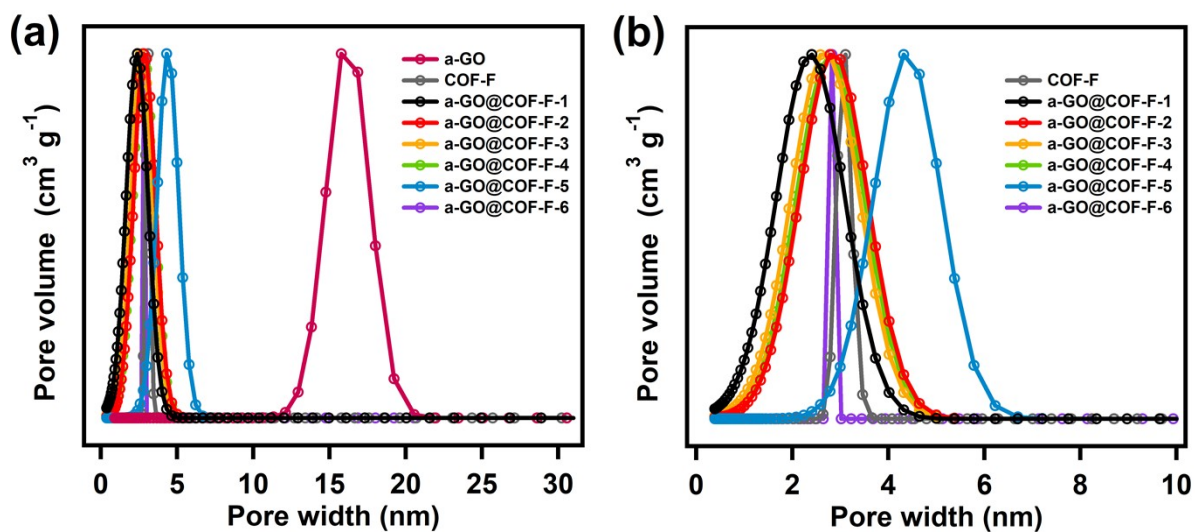 (a)
Pore volume (cm³ g⁻¹)
a-GO
COF-F
a-GO@COF-F-1
a-GO@COF-F-2
a-GO@COF-F-3
a-GO@COF-F-4
a-GO@COF-F-5
a-GO@COF-F-6
0 5 10 15 20 25 30
Pore width (nm)
(b)
Pore volume (cm³ g⁻¹)
COF-F
a-GO@COF-F-1
a-GO@COF-F-2
a-GO@COF-F-3
a-GO@COF-F-4
a-GO@COF-F-5
a-GO@COF-F-6
0 2 4 6 8 10
Pore width (nm)